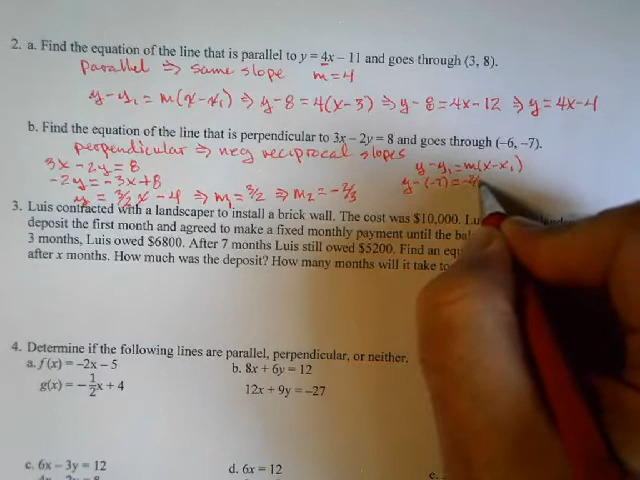 2. a. Find the equation of the line that is parallel to y = 4x – 11 and goes through (3, 8).
parallel ⇒ same slope m = 4
y - y₁ = m(x - x₁) ⇒ y - 8 = 4(x - 3) ⇒ y - 8 = 4x - 12 ⇒ y = 4x - 4
b. Find the equation of the line that is perpendicular to 3x – 2y = 8 and goes through (–6, –7).
perpendicular ⇒ neg reciprocal slopes
3x - 2y = 8
y - y₁ = m(x - x₁)
-2y = -3x + 8
y - (-7) = -2/
y = 3/2 x - 4 ⇒ m₁ = 3/2 ⇒ m₂ = -2/3
3. Luis contracted with a landscaper to install a brick wall. The cost was $10,000. Lu
deposit the first month and agreed to make a fixed monthly payment until the ba
3 months, Luis owed $6800. After 7 months Luis still owed $5200. Find an eq
after x months. How much was the deposit? How many months will it take to
4. Determine if the following lines are parallel, perpendicular, or neither.
a. f(x) = –2x – 5
b. 8x + 6y = 12
g(x) = –1/2x + 4
12x + 9y = –27
c. 6x – 3y = 12
d. 6x = 12
e.